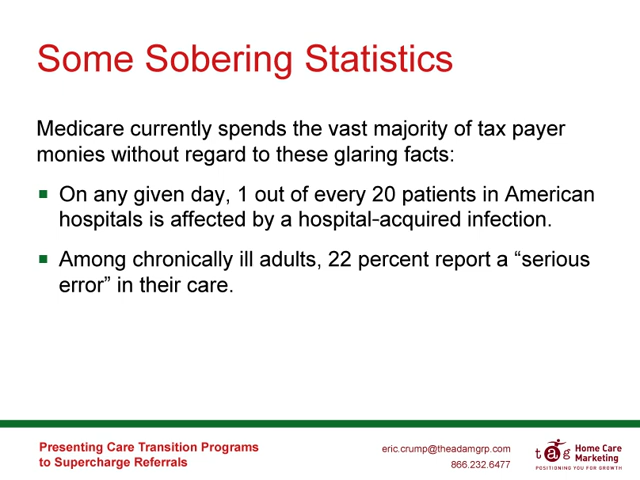 Some Sobering Statistics
Medicare currently spends the vast majority of tax payer
monies without regard to these glaring facts:
On any given day, 1 out of every 20 patients in American
hospitals is affected by a hospital-acquired infection.
Among chronically ill adults, 22 percent report a “serious
error” in their care.
Presenting Care Transition Programs
to Supercharge Referrals
eric.crump@theadamgrp.com
866.232.6477
tag
Home Care
Marketing
POSITIONING YOU FOR GROWTH